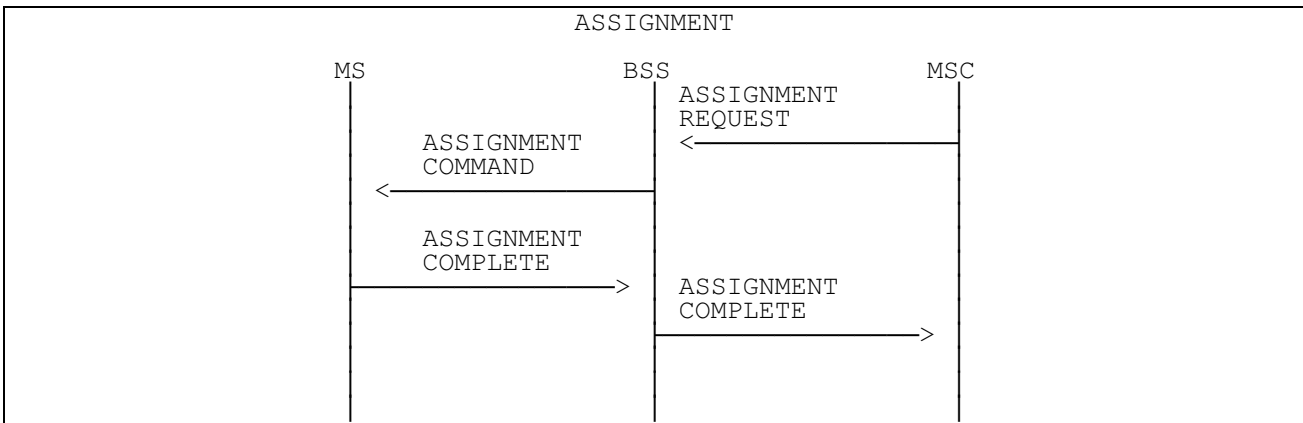 ASSIGNMENT
MS BSS MSC
ASSIGNMENT
REQUEST
ASSIGNMENT
COMMAND
ASSIGNMENT
COMPLETE
ASSIGNMENT
COMPLETE